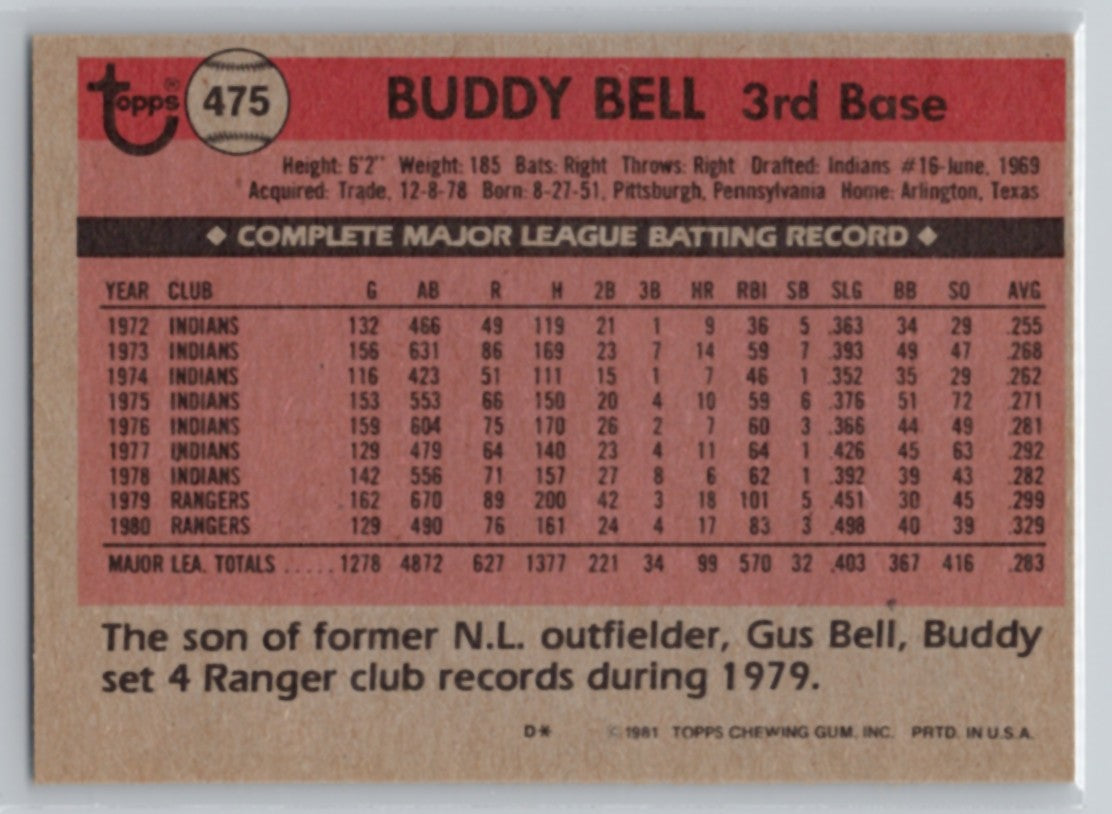 Topps® 475 BUDDY BELL 3rd Base
Height: 6'2" Weight: 185 Bats: Right Throws: Right Drafted: Indians #16-June, 1969
Acquired: Trade, 12-8-78 Born: 8-27-51, Pittsburgh, Pennsylvania Home: Arlington, Texas
◆ COMPLETE MAJOR LEAGUE BATTING RECORD ◆
YEAR CLUB G AB R H 2B 3B HR RBI SB SLG BB SO AVG
1972 INDIANS 132 466 49 119 21 1 9 36 5 .363 34 29 .255
1973 INDIANS 156 631 86 169 23 7 14 59 7 .393 49 47 .268
1974 INDIANS 116 423 51 111 15 1 7 46 1 .352 35 29 .262
1975 INDIANS 153 553 66 150 20 4 10 59 6 .376 51 72 .271
1976 INDIANS 159 604 75 170 26 2 7 60 3 .366 44 49 .281
1977 INDIANS 129 479 64 140 23 4 11 64 1 .426 45 63 .292
1978 INDIANS 142 556 71 157 27 8 6 62 1 .392 39 43 .282
1979 RANGERS 162 670 89 200 42 3 18 101 5 .451 30 45 .299
1980 RANGERS 129 490 76 161 24 4 17 83 3 .498 40 39 .329
MAJOR LEA. TOTALS ..... 1278 4872 627 1377 221 34 99 570 32 .403 367 416 .283
The son of former N.L. outfielder, Gus Bell, Buddy
set 4 Ranger club records during 1979.
D* © 1981 TOPPS CHEWING GUM, INC. PRTD. IN U.S.A.